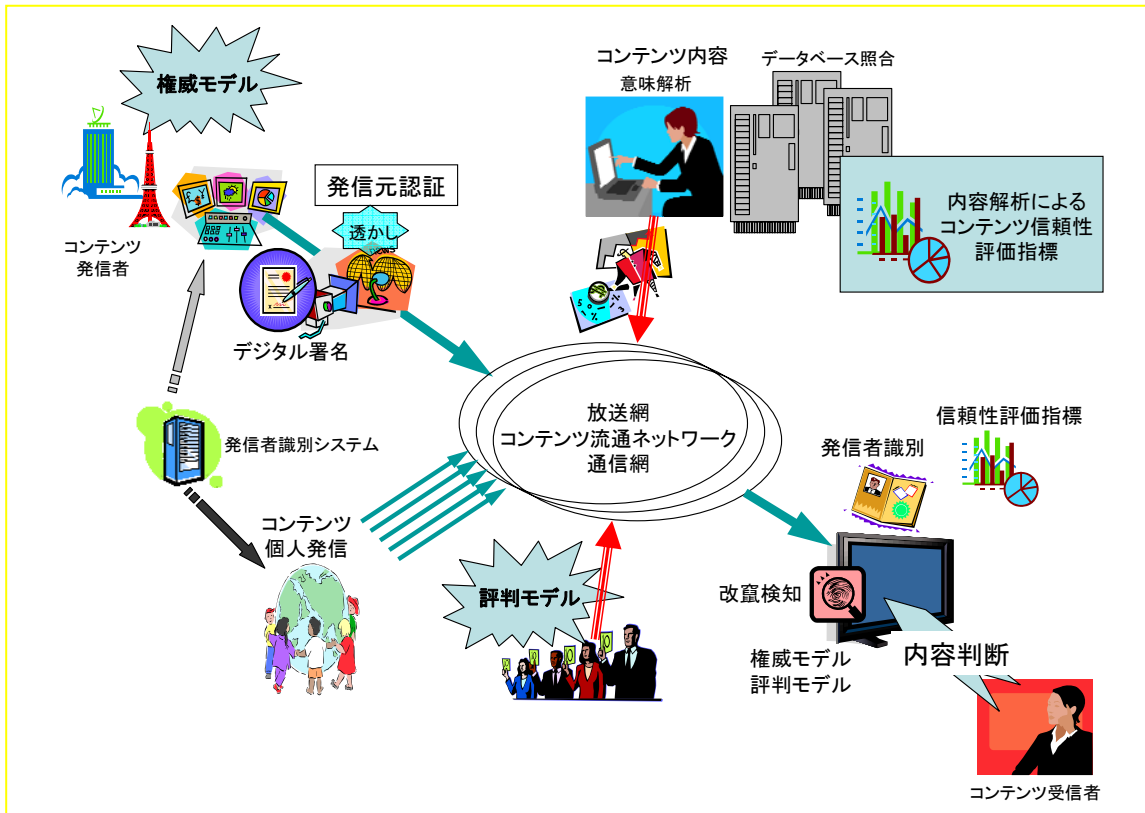 権威モデル
コンテンツ
発信者
発信元認証
透かし
デジタル署名
コンテンツ内容
意味解析
データベース照合
内容解析による
コンテンツ信頼性
評価指標
発信者識別システム
コンテンツ
個人発信
放送網
コンテンツ流通ネットワーク
通信網
評判モデル
信頼性評価指標
発信者識別
改竄検知
権威モデル
評判モデル
内容判断
コンテンツ受信者